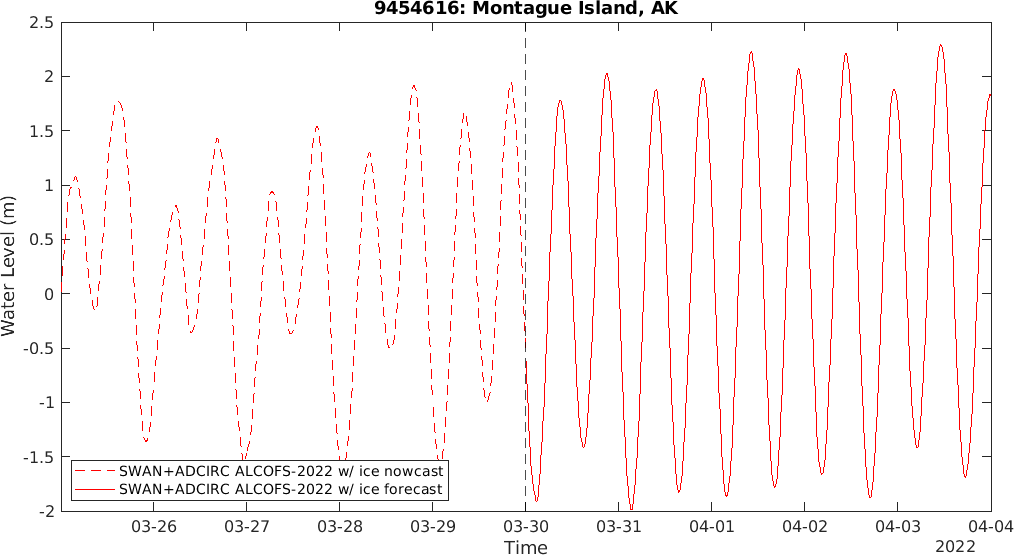 9454616: Montague Island, AK
2.5
2
1.5
1
0.5
0
-0.5
-1
-1.5
-2
Water Level (m)
SWAN+ADCIRC ALCOFS-2022 w/ ice nowcast
SWAN+ADCIRC ALCOFS-2022 w/ ice forecast
03-26 03-27 03-28 03-29 03-30 03-31 04-01 04-02 04-03 04-04
Time
2022